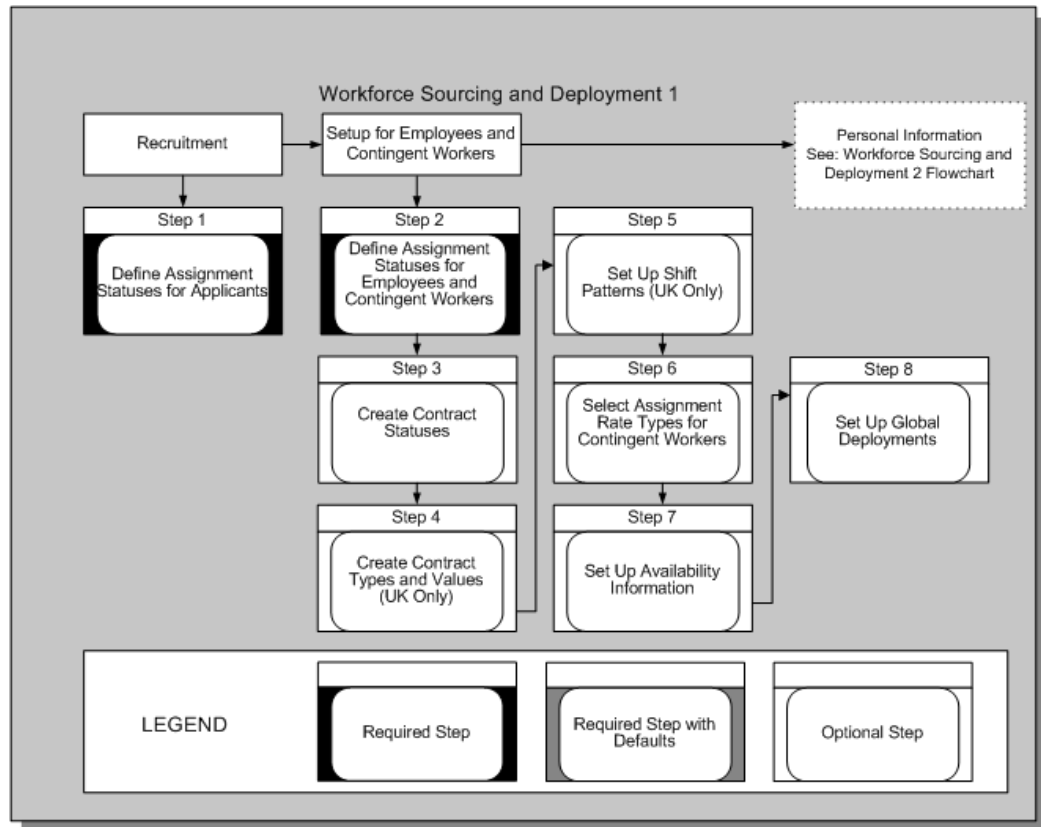 Workforce Sourcing and Deployment 1
Recruitment
Setup for Employees and
Contingent Workers
Personal Information
See: Workforce Sourcing and
Deployment 2 Flowchart
Step 1
Define Assignment
Statuses for Applicants
Step 2
Define Assignment
Statuses for
Employees and
Contingent Workers
Step 3
Create Contract
Statuses
Step 4
Create Contract
Types and Values
(UK Only)
Step 5
Set Up Shift
Patterns (UK Only)
Step 6
Select Assignment
Rate Types for
Contingent Workers
Step 7
Set Up Availability
Information
Step 8
Set Up Global
Deployments
LEGEND
Required Step
Required Step with
Defaults
Optional Step